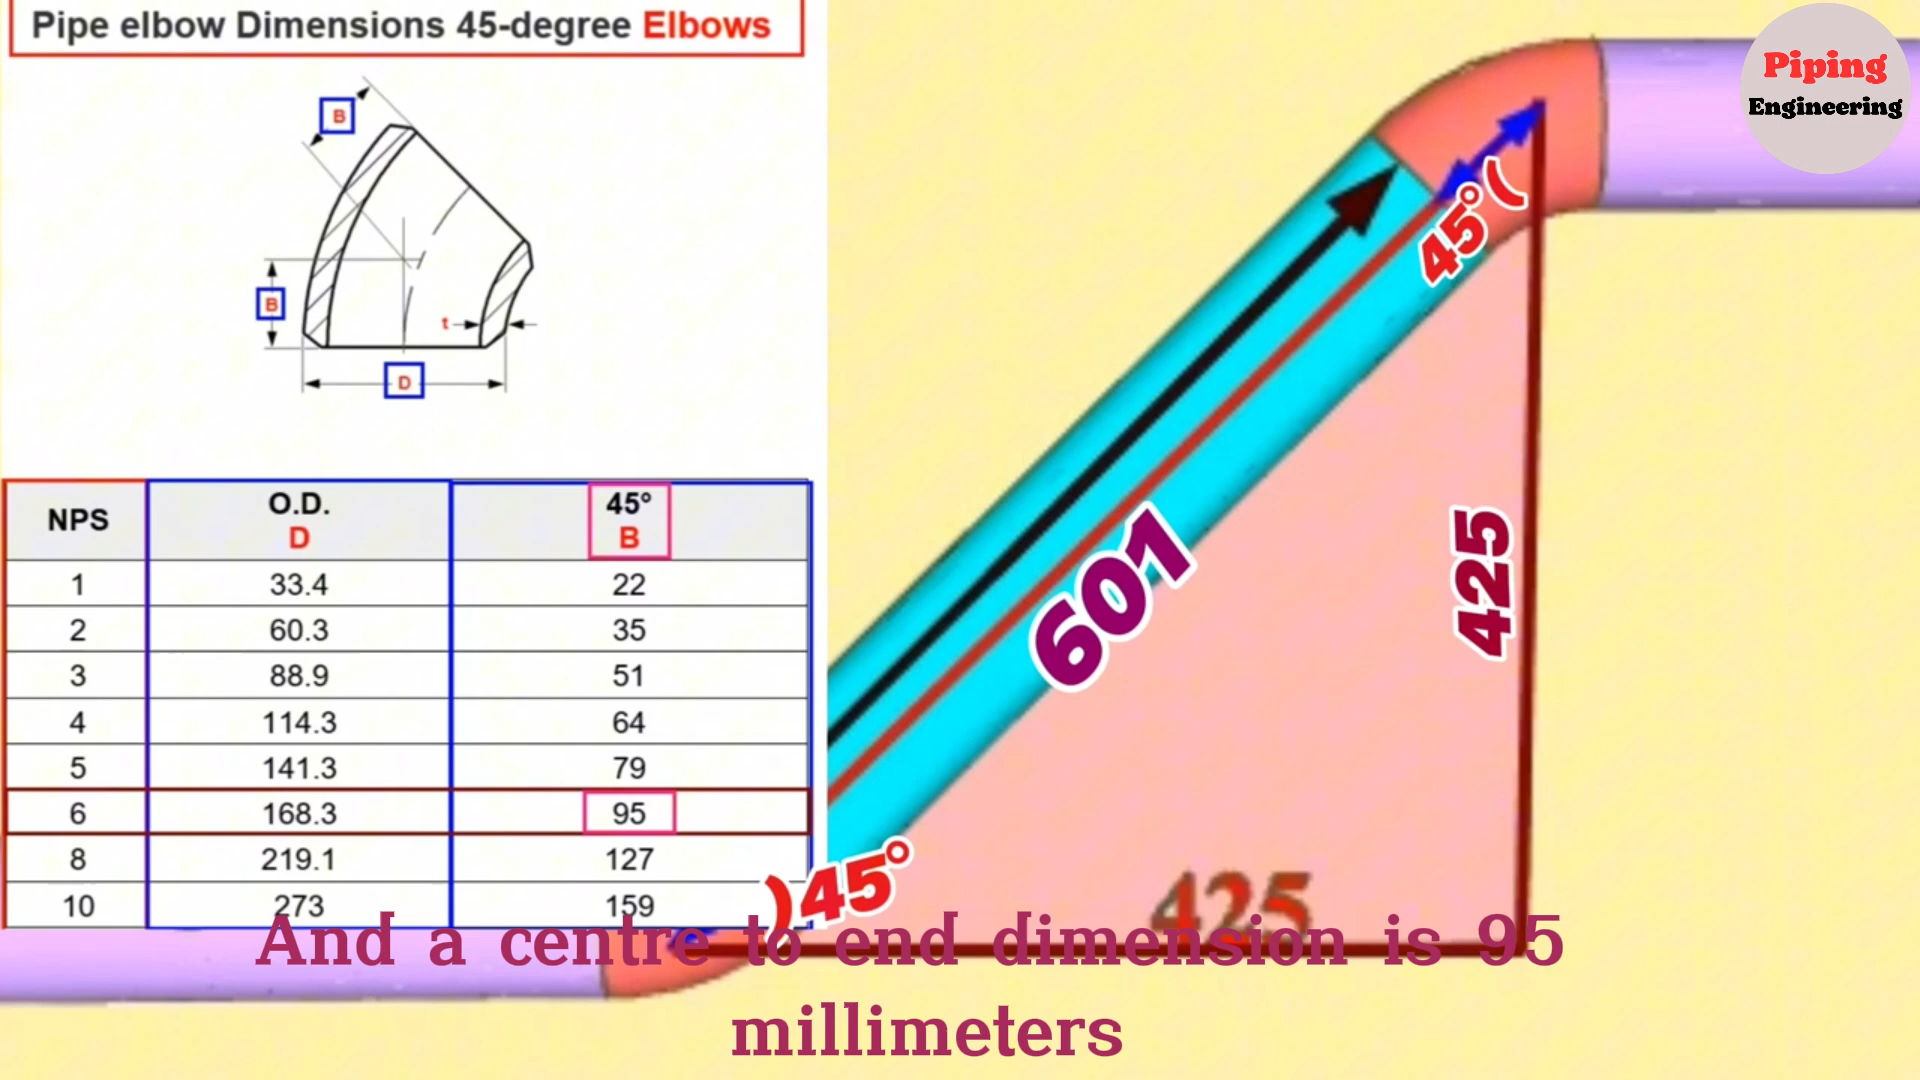 Pipe elbow Dimensions 45-degree Elbows
B
B
t
D
NPS O.D. D 45° B
1 33.4 22
2 60.3 35
3 88.9 51
4 114.3 64
5 141.3 79
6 168.3 95
8 219.1 127
10 273 159
Piping
Engineering
45°
601
425
45°
425
And a centre to end dimension is 95
millimeters